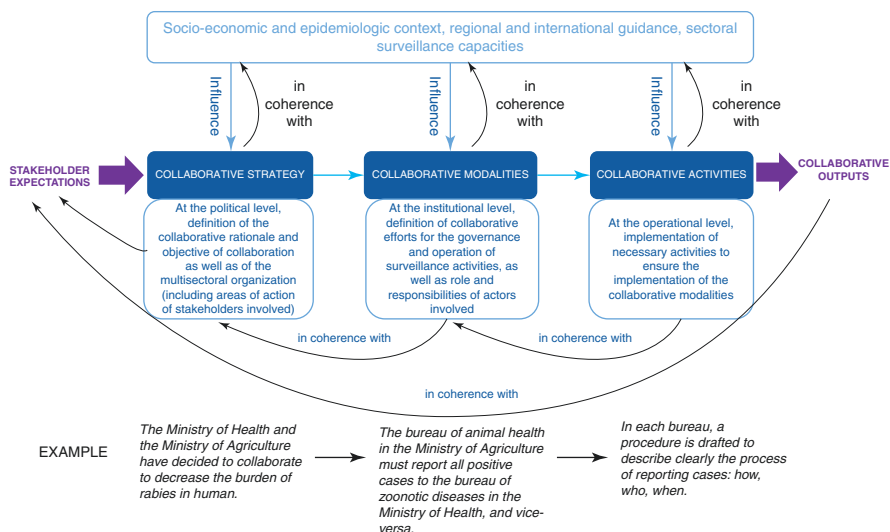 Socio-economic and epidemiologic context, regional and international guidance, sectoral
surveillance capacities
Influence
in
coherence
with
Influence
in
coherence
with
Influence
in
coherence
with
STAKEHOLDER
EXPECTATIONS
COLLABORATIVE STRATEGY
COLLABORATIVE MODALITIES
COLLABORATIVE ACTIVITIES
COLLABORATIVE
OUTPUTS
At the political level,
definition of the
collaborative rationale and
objective of collaboration
as well as of the
multisectoral organization
(including areas of action
of stakeholders involved)
At the institutional level,
definition of collaborative
efforts for the governance
and operation of
surveillance activities, as
well as role and
responsibilities of actors
involved
At the operational level,
implementation of
necessary activities to
ensure the
implementation of the
collaborative modalities
in coherence with
in coherence with
in coherence with
EXAMPLE
The Ministry of Health and
the Ministry of Agriculture
have decided to collaborate
to decrease the burden of
rabies in human.
The bureau of animal health
in the Ministry of Agriculture
must report all positive
cases to the bureau of
zoonotic diseases in the
Ministry of Health, and vice-
versa.
In each bureau, a
procedure is drafted to
describe clearly the process
of reporting cases: how,
who, when.